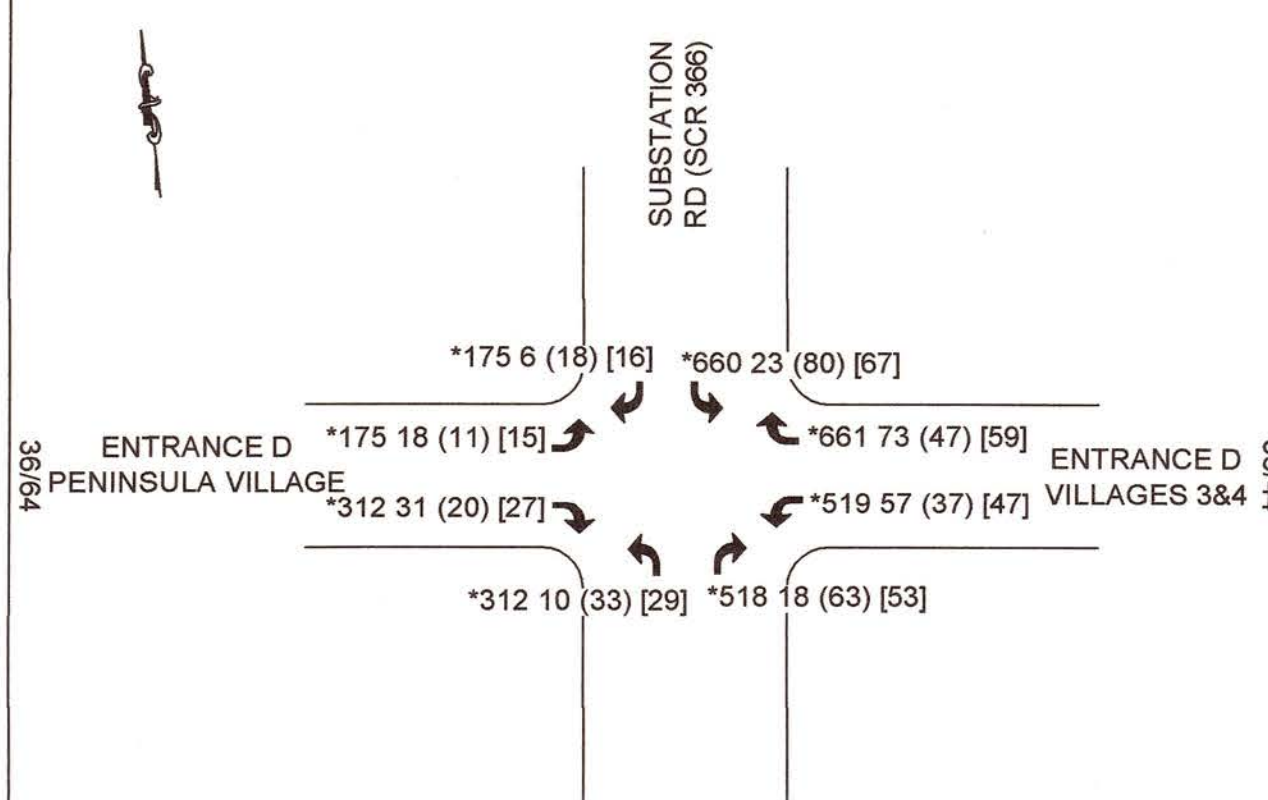 SUBSTATION
RD (SCR 366)
*175 6 (18) [16]
*660 23 (80) [67]
*175 18 (11) [15]
*661 73 (47) [59]
36/64
ENTRANCE D
PENINSULA VILLAGE
ENTRANCE D
VILLAGES 3&4
*312 31 (20) [27]
*519 57 (37) [47]
*312 10 (33) [29]
*518 18 (63) [53]